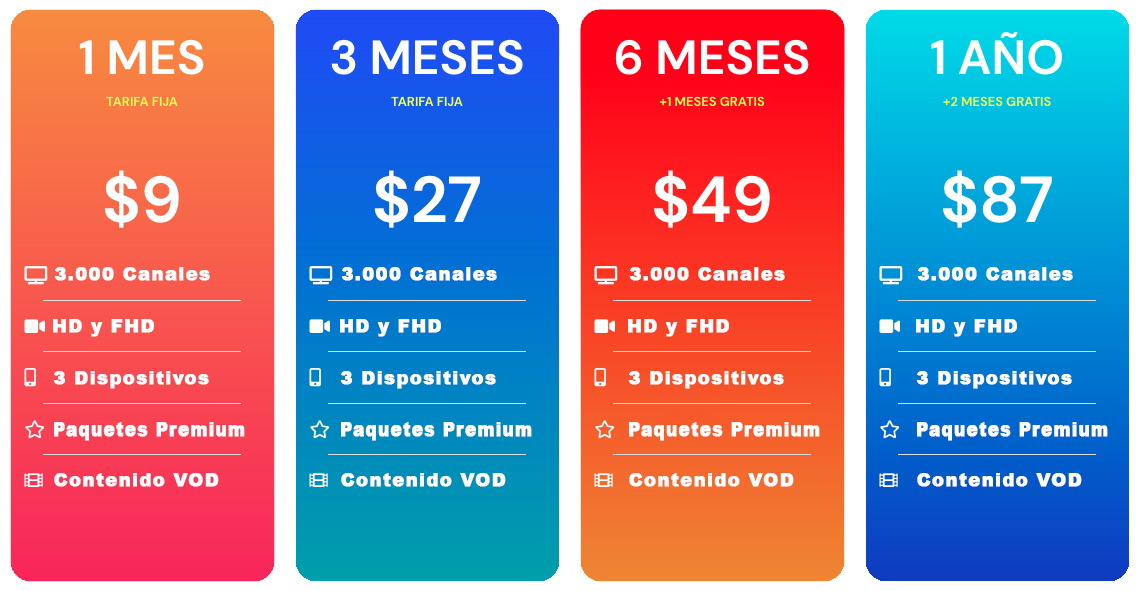 1 MES
TARIFA FIJA
$9
3.000 Canales
HD y FHD
3 Dispositivos
Paquetes Premium
Contenido VOD
3 MESES
TARIFA FIJA
$27
3.000 Canales
HD y FHD
3 Dispositivos
Paquetes Premium
Contenido VOD
6 MESES
+1 MESES GRATIS
$49
3.000 Canales
HD y FHD
3 Dispositivos
Paquetes Premium
Contenido VOD
1 AÑO
+2 MESES GRATIS
$87
3.000 Canales
HD y FHD
3 Dispositivos
Paquetes Premium
Contenido VOD